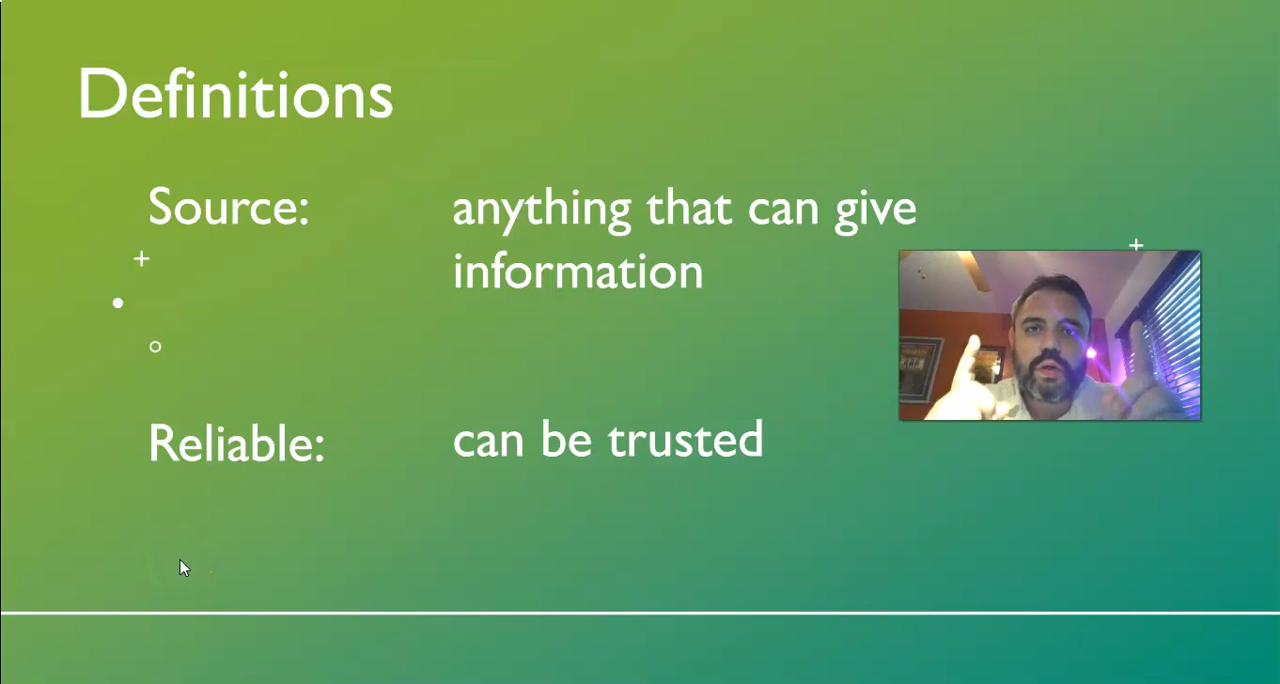 Definitions
Source:
anything that can give
information
Reliable:
can be trusted